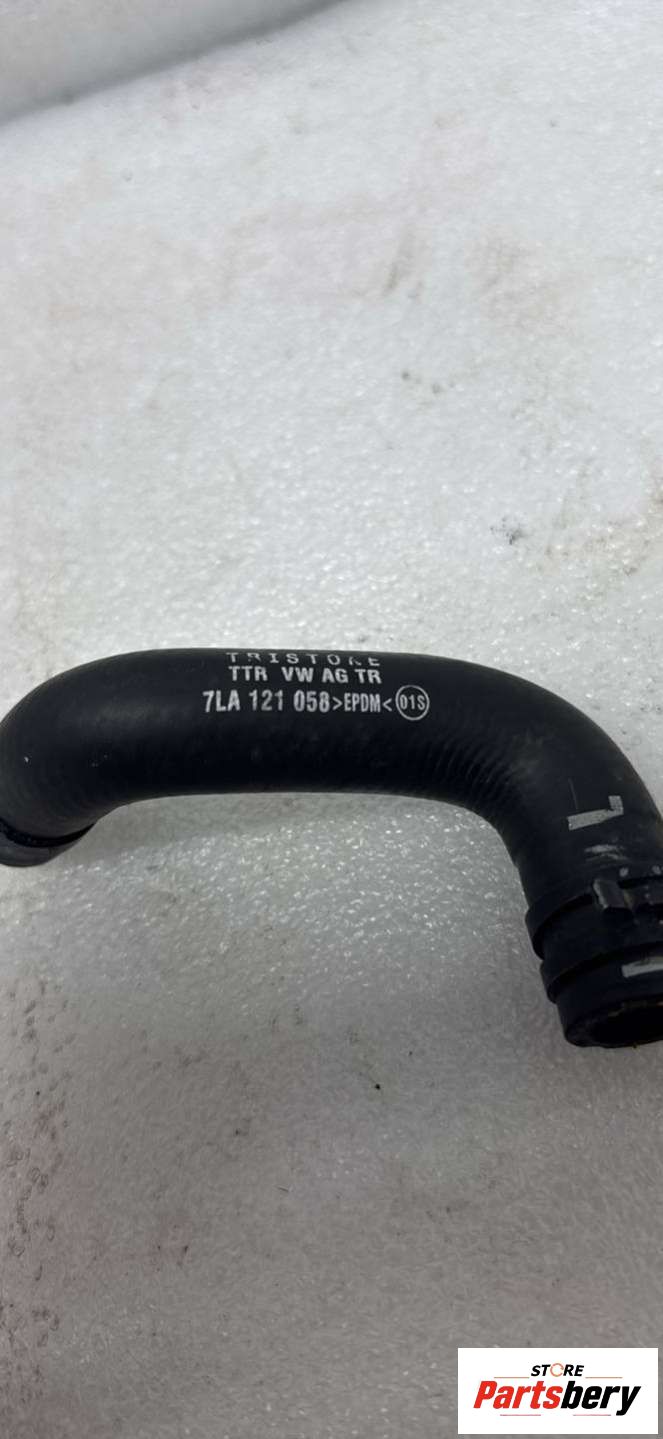 TRISTONE
TTR VW AG TR
7LA 121 058 >EPDM< 01S
STORE
Partsbery